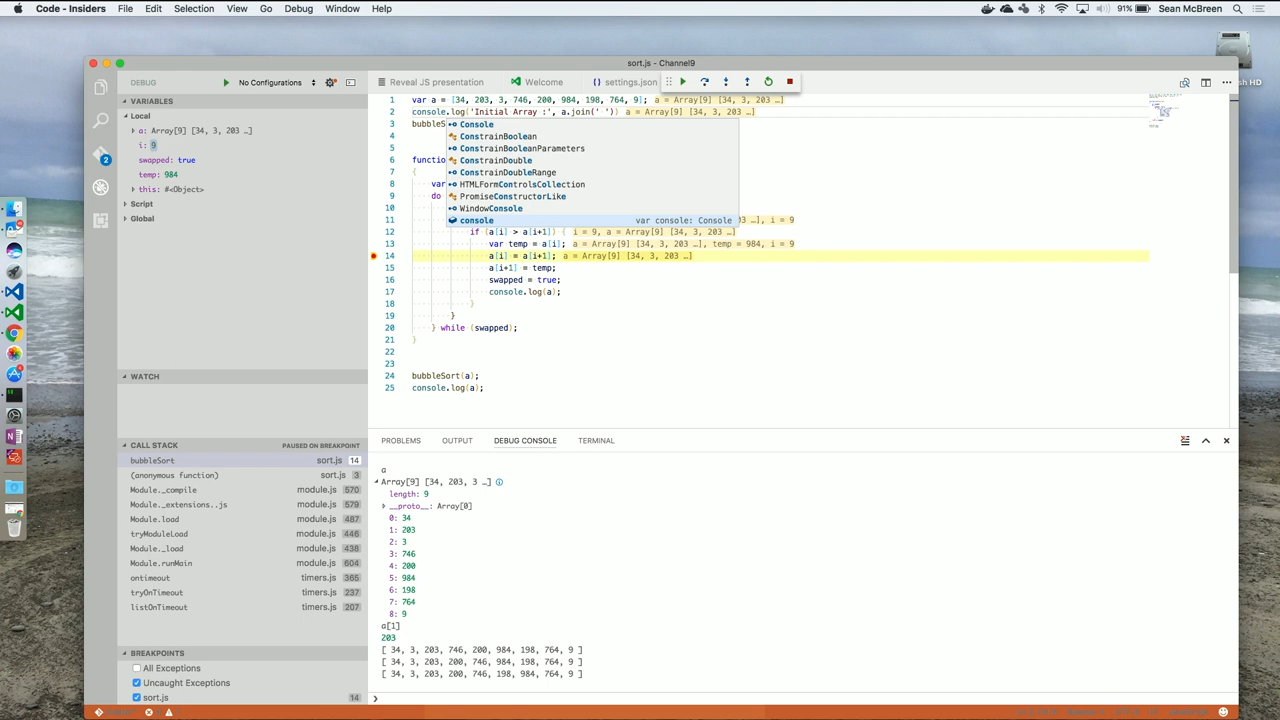 Code - Insiders File Edit Selection View Go Debug Window Help 91% Sean McBreen
sort.js — Channel9
DEBUG No Configurations
Reveal JS presentation Welcome settings.json
VARIABLES
Local
a: Array[9] [34, 3, 203 …]
i: 9
swapped: true
temp: 984
this: #<Object>
Script
Global
WATCH
CALL STACK PAUSED ON BREAKPOINT
bubbleSort sort.js 14
(anonymous function) sort.js 3
Module._compile module.js 570
Module._extensions..js module.js 579
Module.load module.js 487
tryModuleLoad module.js 446
Module._load module.js 438
Module.runMain module.js 604
ontimeout timers.js 365
tryOnTimeout timers.js 237
listOnTimeout timers.js 207
BREAKPOINTS
All Exceptions
Uncaught Exceptions
sort.js 14
2
1 var a = [34, 203, 3, 746, 200, 984, 198, 764, 9]; a = Array[9] [34, 3, 203 …]
2 console.log('Initial Array :', a.join(' ')) a = Array[9] [34, 3, 203 …]
3 bubbleS
4
5
6 functio
7 {
8 var
9 do
11 03 …], i = 9
12 if (a[i] > a[i+1]) { i = 9, a = Array[9] [34, 3, 203 …]
13 var temp = a[i]; a = Array[9] [34, 3, 203 …], temp = 984, i = 9
14 a[i] = a[i+1]; a = Array[9] [34, 3, 203 …]
15 a[i+1] = temp;
16 swapped = true;
17 console.log(a);
18 }
19 }
20 } while (swapped);
21 }
22
23
24 bubbleSort(a);
25 console.log(a);
Console
ConstrainBoolean
ConstrainBooleanParameters
ConstrainDouble
ConstrainDoubleRange
HTMLFormControlsCollection
PromiseConstructorLike
WindowConsole
console var console: Console
PROBLEMS OUTPUT DEBUG CONSOLE TERMINAL
a
Array[9] [34, 203, 3 …]
length: 9
__proto__: Array[0]
0: 34
1: 203
2: 3
3: 746
4: 200
5: 984
6: 198
7: 764
8: 9
a[1]
203
[ 34, 3, 203, 746, 200, 984, 198, 764, 9 ]
[ 34, 3, 203, 200, 746, 984, 198, 764, 9 ]
[ 34, 3, 203, 200, 746, 198, 984, 764, 9 ]